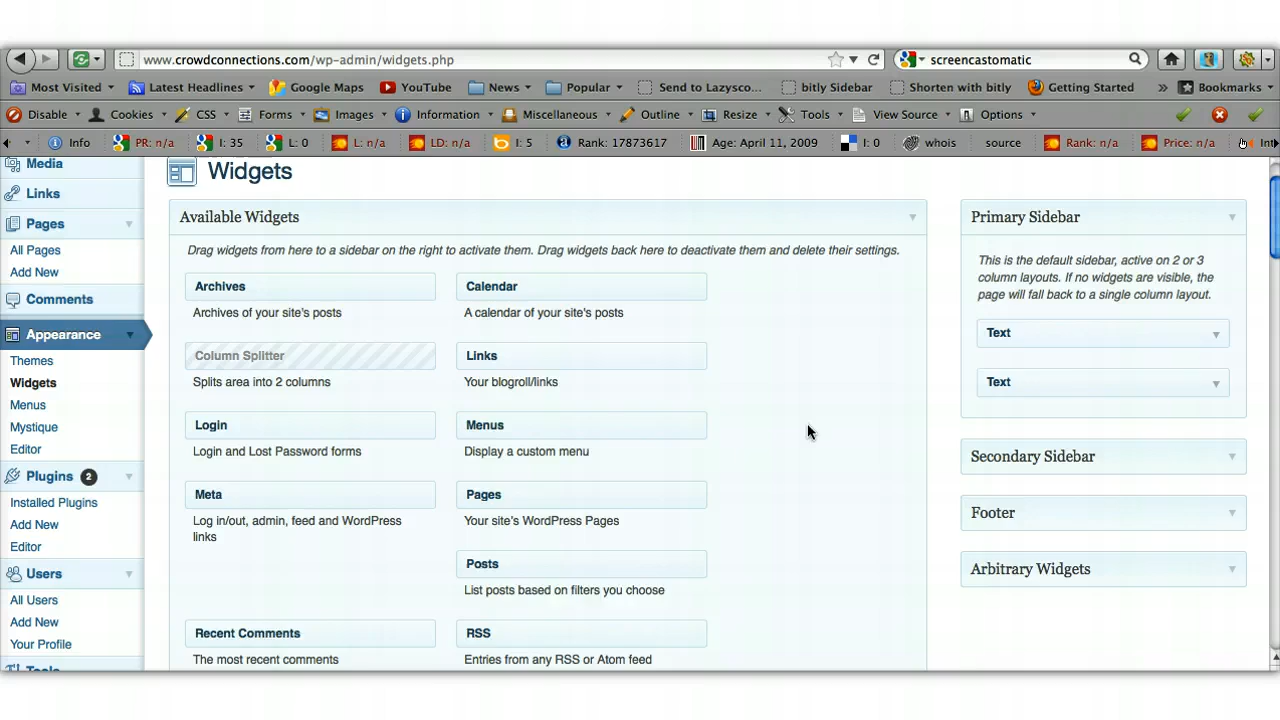 www.crowdconnections.com/wp-admin/widgets.php
screencastomatic
Most Visited Latest Headlines Google Maps YouTube News Popular Send to Lazysco... bitly Sidebar Shorten with bitly Getting Started » Bookmarks
Disable Cookies CSS Forms Images Information Miscellaneous Outline Resize Tools View Source Options
Info PR: n/a I: 35 L: 0 L: n/a LD: n/a I: 5 Rank: 17873617 Age: April 11, 2009 I: 0 whois source Rank: n/a Price: n/a Int
Media
Links
Pages
All Pages
Add New
Comments
Appearance
Themes
Widgets
Menus
Mystique
Editor
Plugins 2
Installed Plugins
Add New
Editor
Users
All Users
Add New
Your Profile
Tools
Widgets
Available Widgets
Drag widgets from here to a sidebar on the right to activate them. Drag widgets back here to deactivate them and delete their settings.
Archives
Archives of your site's posts
Calendar
A calendar of your site's posts
Column Splitter
Splits area into 2 columns
Links
Your blogroll/links
Login
Login and Lost Password forms
Menus
Display a custom menu
Meta
Log in/out, admin, feed and WordPress
links
Pages
Your site's WordPress Pages
Posts
List posts based on filters you choose
Recent Comments
The most recent comments
RSS
Entries from any RSS or Atom feed
Primary Sidebar
This is the default sidebar, active on 2 or 3
column layouts. If no widgets are visible, the
page will fall back to a single column layout.
Text
Text
Secondary Sidebar
Footer
Arbitrary Widgets